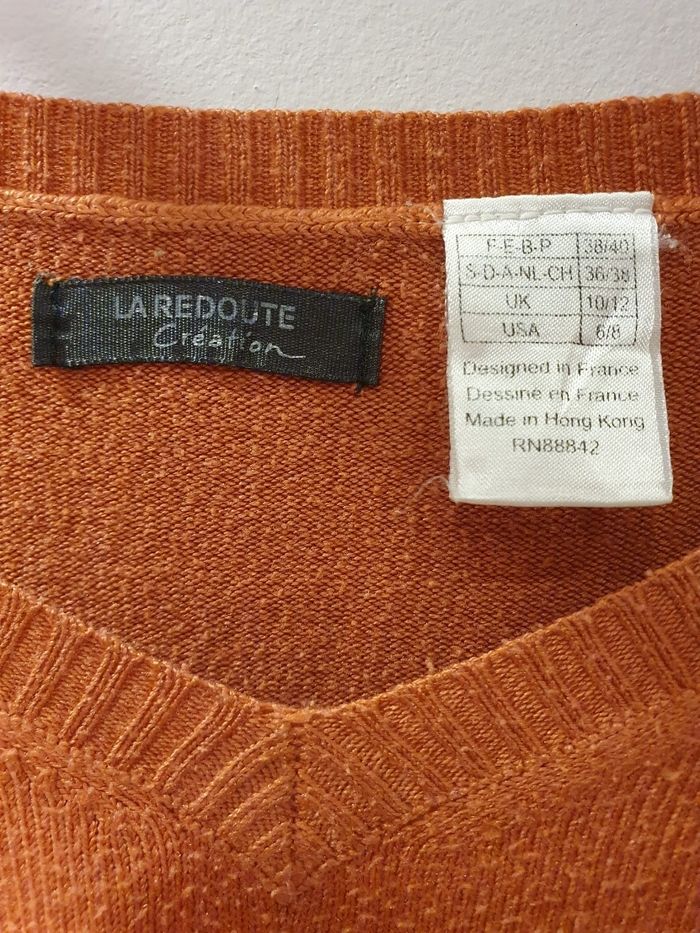 LA REDOUTE
Création
F-E-B-P 38/40
S-D-A-NL-CH 36/38
UK 10/12
USA 6/8
Designed in France
Dessiné en France
Made in Hong Kong
RN88842